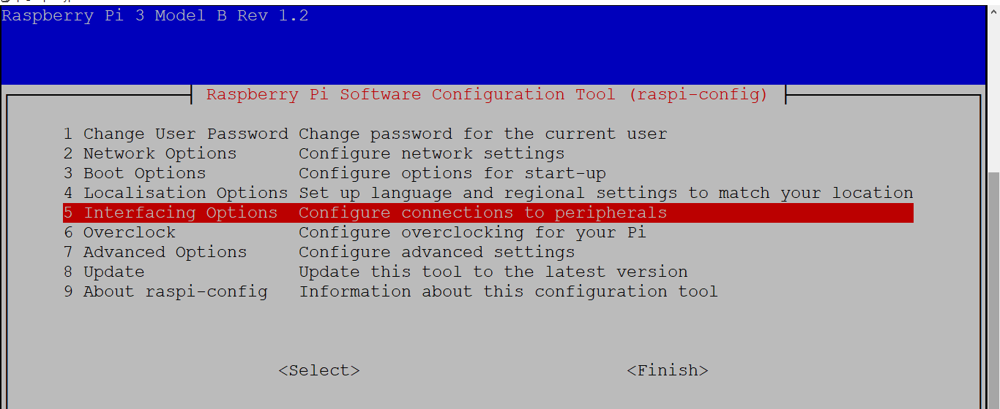 Raspberry Pi 3 Model B Rev 1.2
Raspberry Pi Software Configuration Tool (raspi-config)
1 Change User Password Change password for the current user
2 Network Options Configure network settings
3 Boot Options Configure options for start-up
4 Localisation Options Set up language and regional settings to match your location
5 Interfacing Options Configure connections to peripherals
6 Overclock Configure overclocking for your Pi
7 Advanced Options Configure advanced settings
8 Update Update this tool to the latest version
9 About raspi-config Information about this configuration tool
<Select> <Finish>